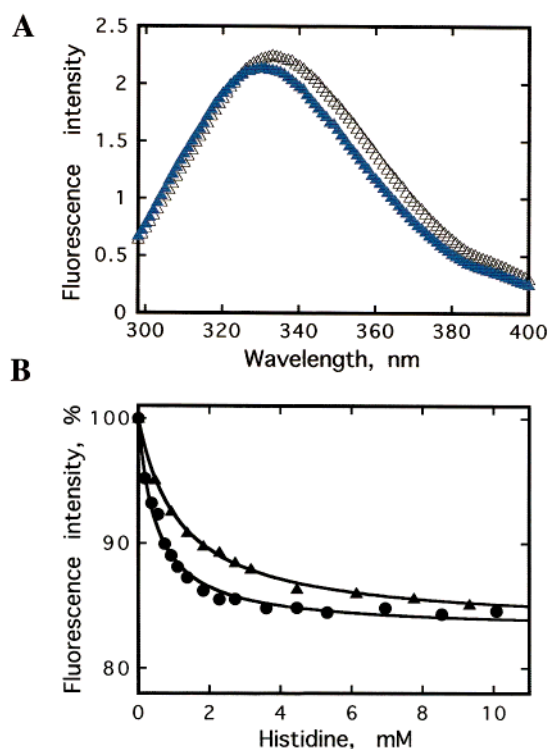 A
2.5
2
1.5
1
0.5
0
Fluorescence intensity
300 320 340 360 380 400
Wavelength, nm
B
100
90
80
Fluorescence intensity, %
0 2 4 6 8 10
Histidine, mM